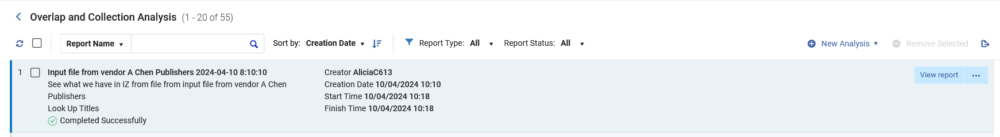 Overlap and Collection Analysis (1 - 20 of 55)
Report Name Sort by: Creation Date Report Type: All Report Status: All New Analysis Remove Selected
1 Input file from vendor A Chen Publishers 2024-04-10 8:10:10 Creator AliciaC613 View report
See what we have in IZ from file from input file from vendor A Chen Creation Date 10/04/2024 10:10
Publishers Start Time 10/04/2024 10:18
Look Up Titles Finish Time 10/04/2024 10:18
Completed Successfully